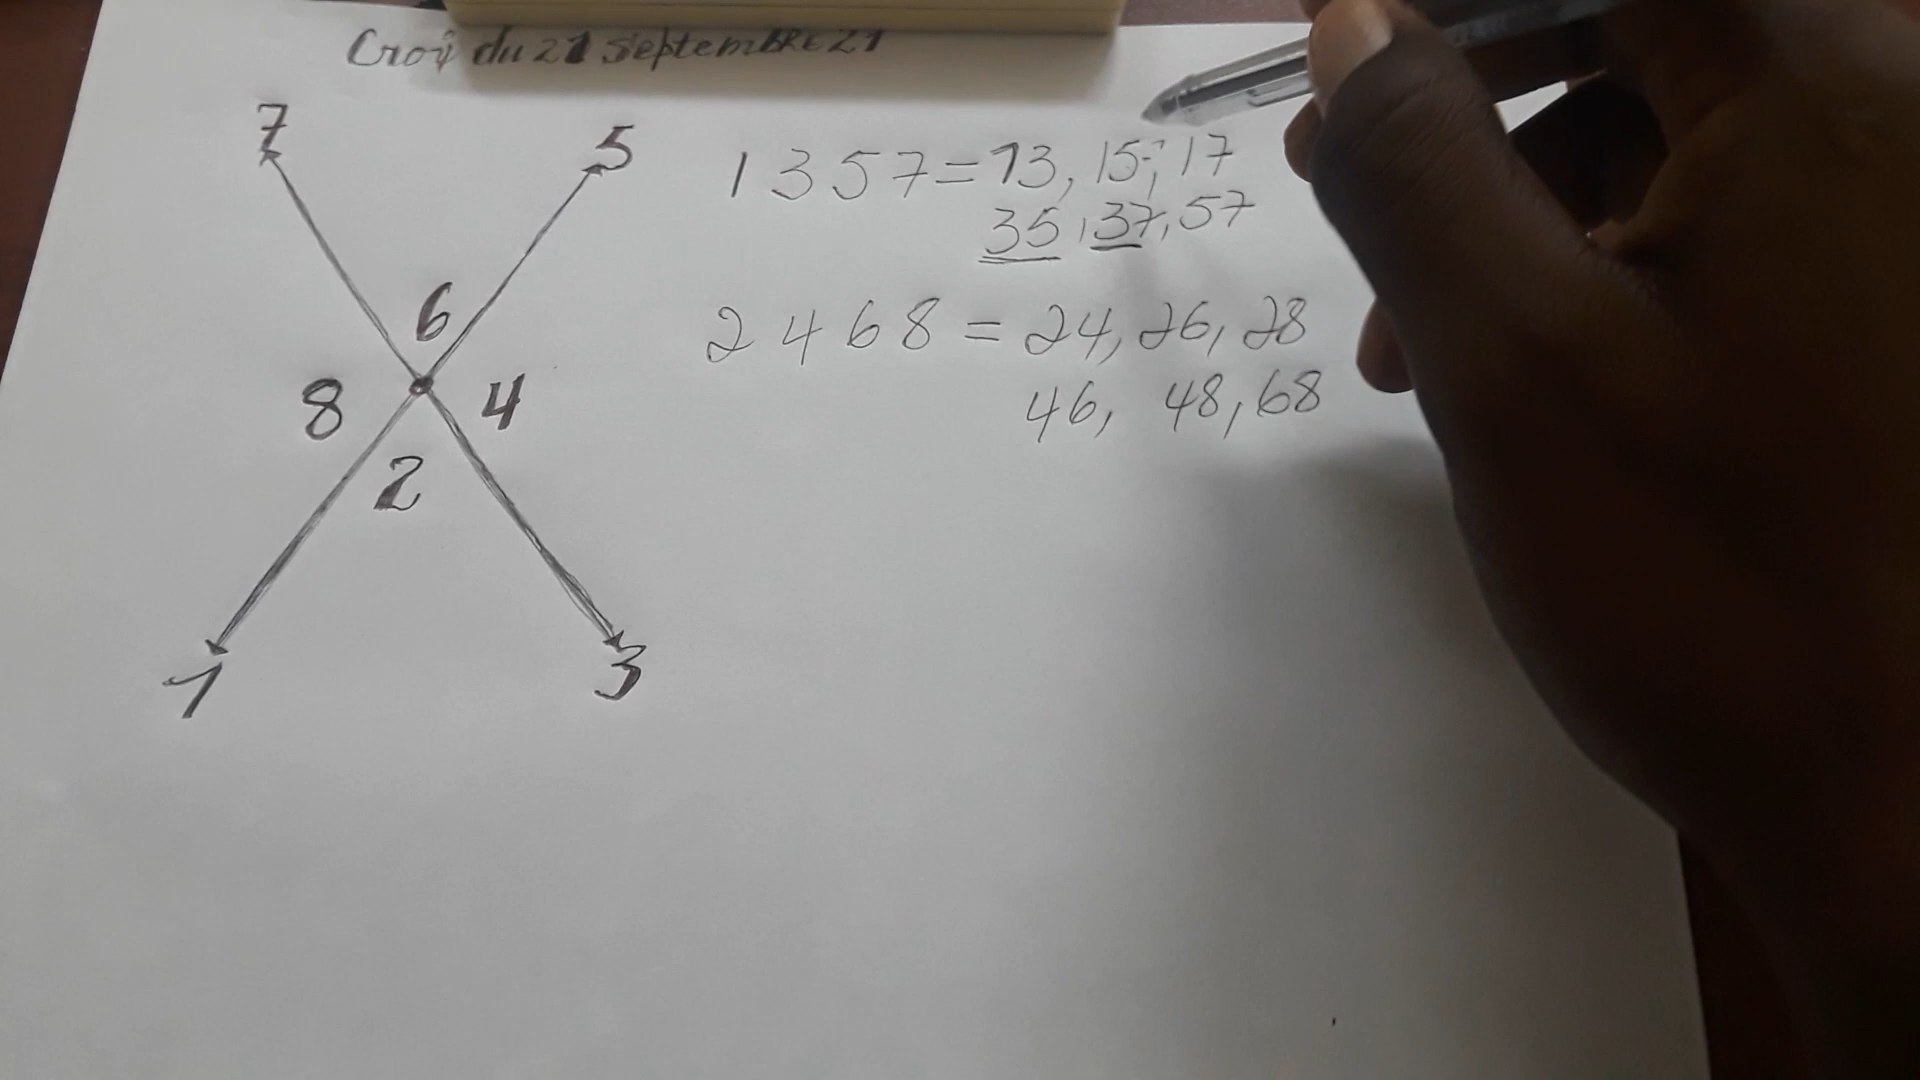 Croix du 21 septembre 21
7
5
6
8
4
2
1
3
1357=13, 15, 17
35, 37, 57
2468 = 24, 26, 28
46, 48, 68